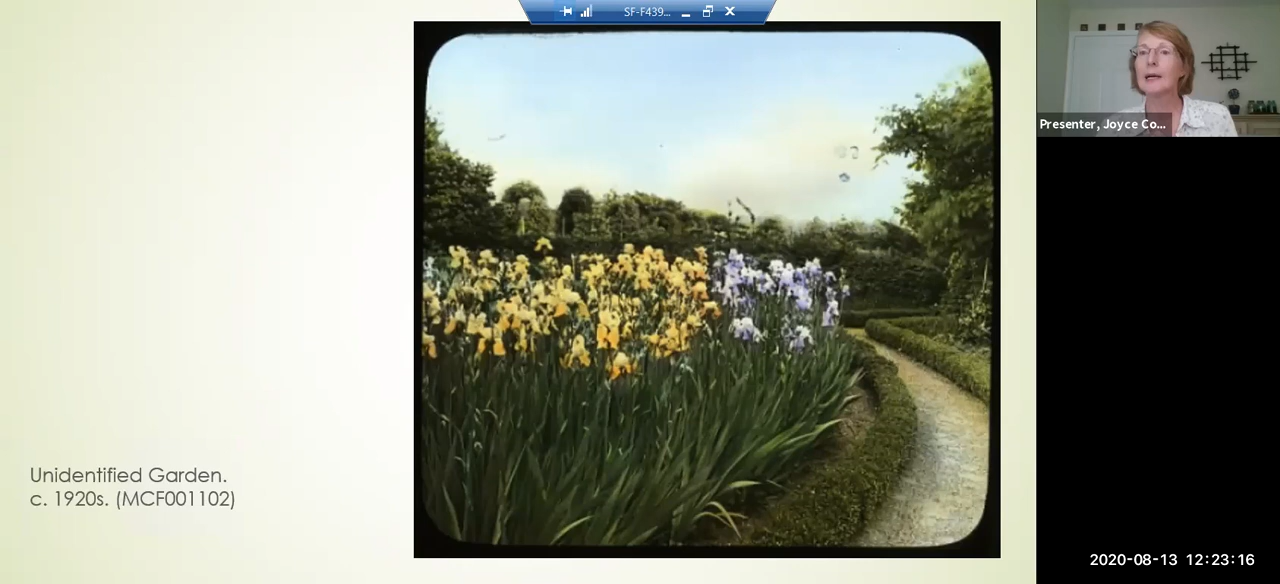 SF-F439...
Presenter, Joyce Co...
Unidentified Garden.
c. 1920s. (MCF001102)
2020-08-13 12:23:16